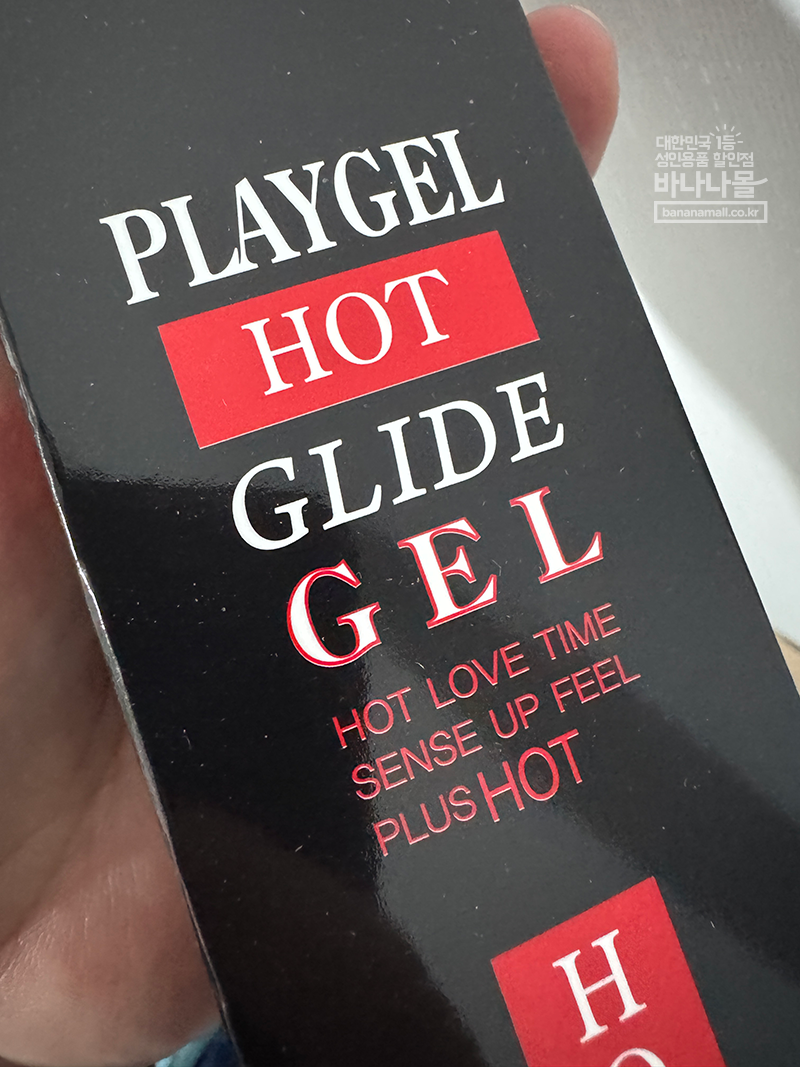 대한민국 1등
성인용품 할인점
바나나몰
bananamall.co.kr
PLAYGEL
HOT
GLIDE
GEL
HOT LOVE TIME
SENSE UP FEEL
PLUS HOT
H
O